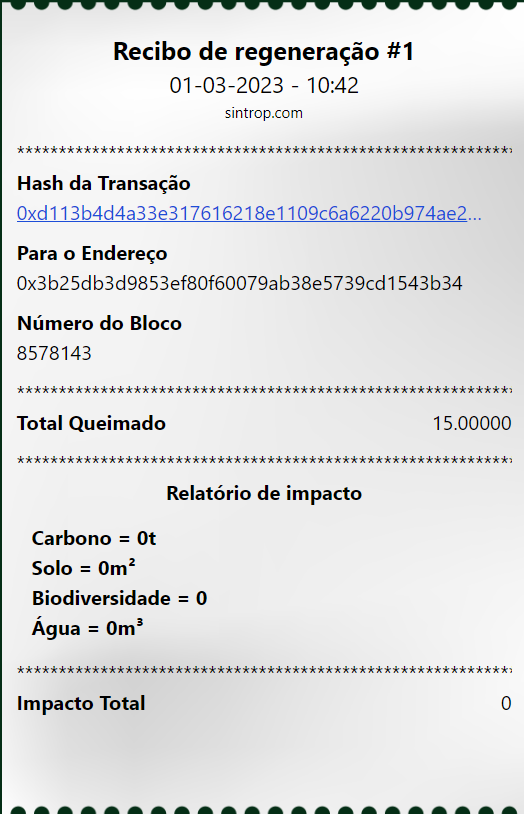 Recibo de regeneração #1
01-03-2023 - 10:42
sintrop.com
************************************************************
Hash da Transação
0xd113b4d4a33e317616218e1109c6a6220b974ae2...
Para o Endereço
0x3b25db3d9853ef80f60079ab38e5739cd1543b34
Número do Bloco
8578143
************************************************************
Total Queimado 15.00000
************************************************************
Relatório de impacto
Carbono = 0t
Solo = 0m²
Biodiversidade = 0
Água = 0m³
************************************************************
Impacto Total 0